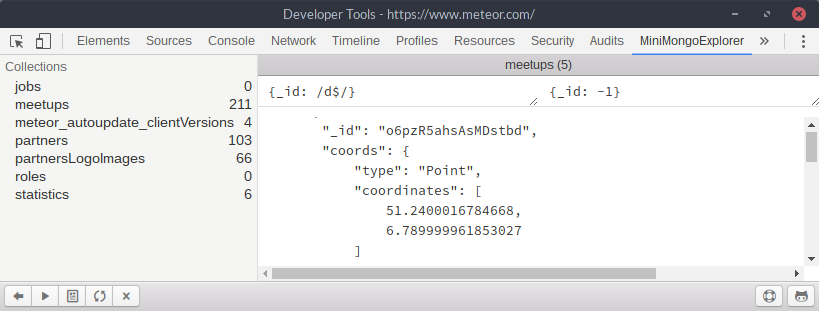 Developer Tools - https://www.meteor.com/
Elements Sources Console Network Timeline Profiles Resources Security Audits MiniMongoExplorer »
Collections
jobs 0
meetups 211
meteor_autoupdate_clientVersions 4
partners 103
partnersLogoImages 66
roles 0
statistics 6
meetups (5)
{_id: /d$/} {_id: -1}
"_id": "o6pzR5ahsAsMDstbd",
"coords": {
"type": "Point",
"coordinates": [
51.2400016784668,
6.789999961853027
]